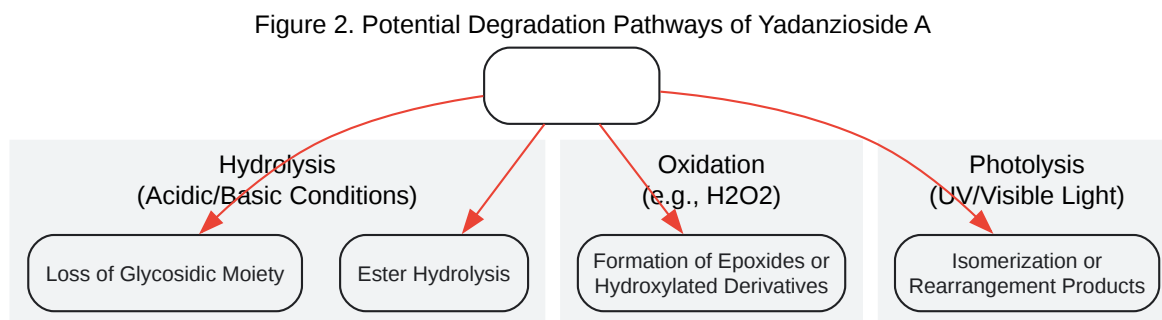 Figure 2. Potential Degradation Pathways of Yadanzioside A
Hydrolysis
(Acidic/Basic Conditions)
Oxidation
(e.g., H2O2)
Photolysis
(UV/Visible Light)
Loss of Glycosidic Moiety
Ester Hydrolysis
Formation of Epoxides or
Hydroxylated Derivatives
Isomerization or
Rearrangement Products